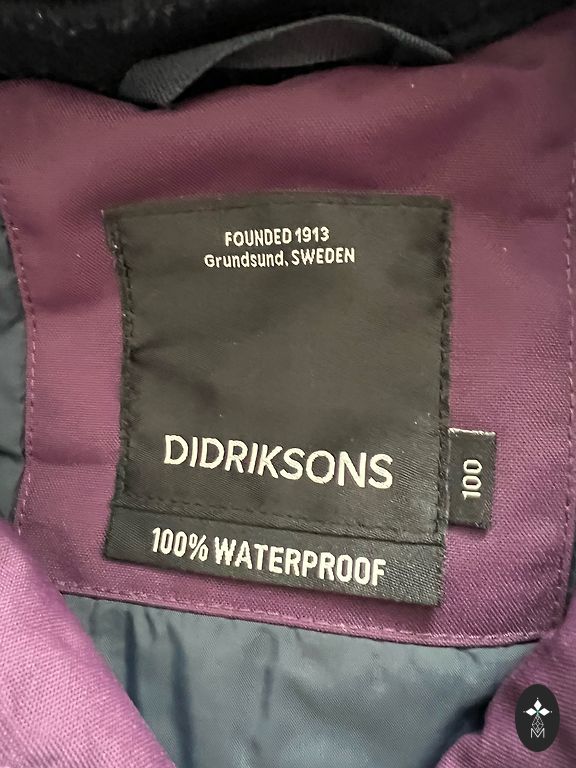 FOUNDED 1913
Grundsund, SWEDEN
DIDRIKSONS
100
100% WATERPROOF
M